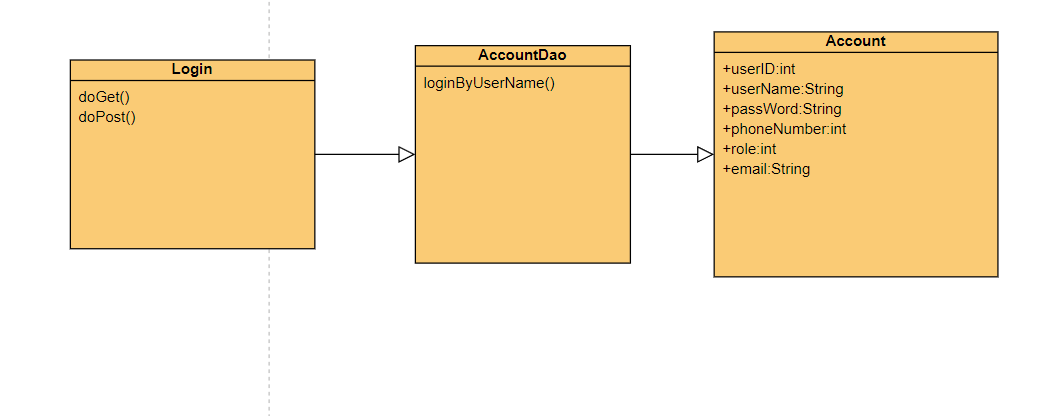 Login
doGet()
doPost()
AccountDao
loginByUserName()
Account
+userID:int
+userName:String
+passWord:String
+phoneNumber:int
+role:int
+email:String